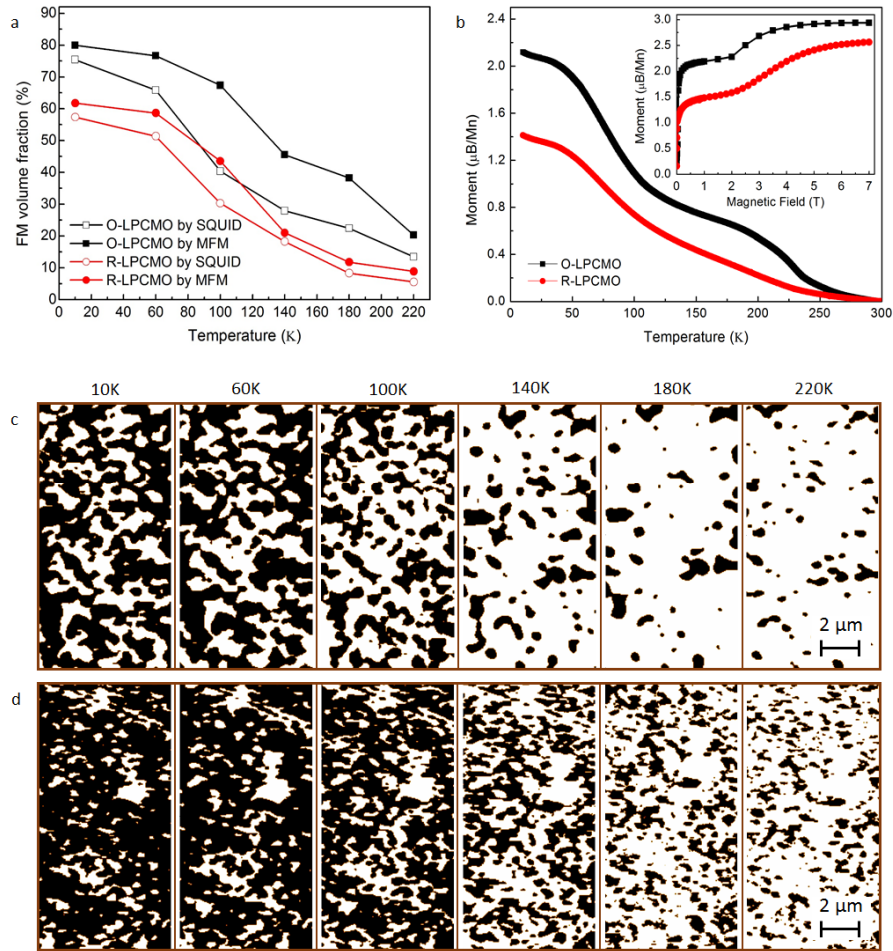 a
FM volume fraction (%)
90
80
70
60
50
40
30
20
10
0
O-LPCMO by SQUID
O-LPCMO by MFM
R-LPCMO by SQUID
R-LPCMO by MFM
0 20 40 60 80 100 120 140 160 180 200 220
Temperature (K)
b
Moment (μB/Mn)
2.4
2.0
1.6
1.2
0.8
0.4
0.0
O-LPCMO
R-LPCMO
0 50 100 150 200 250 300
Temperature (K)
Moment (μB/Mn)
3.0
2.5
2.0
1.5
1.0
0.5
0.0
0 1 2 3 4 5 6 7
Magnetic Field (T)
10K 60K 100K 140K 180K 220K
c
2 μm
d
2 μm